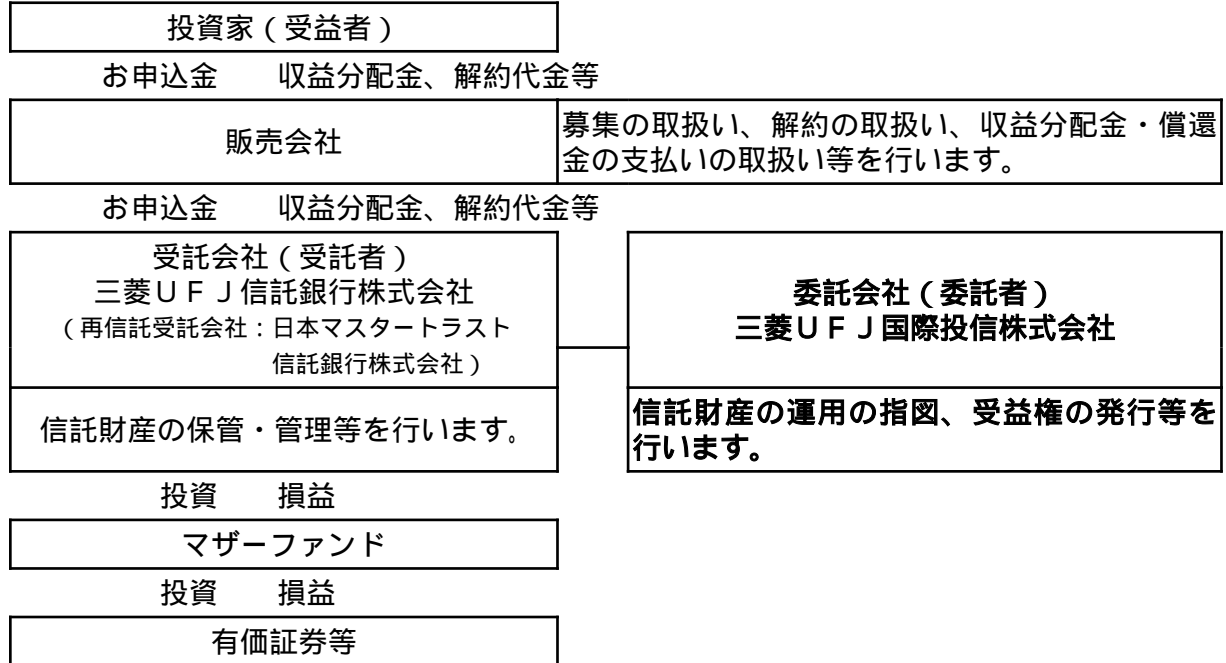 投資家（受益者）
お申込金　　収益分配金、解約代金等
販売会社
募集の取扱い、解約の取扱い、収益分配金・償還
金の支払いの取扱い等を行います。
お申込金　　収益分配金、解約代金等
受託会社（受託者）
三菱ＵＦＪ信託銀行株式会社
（再信託受託会社：日本マスタートラスト
信託銀行株式会社）
委託会社（委託者）
三菱ＵＦＪ国際投信株式会社
信託財産の保管・管理等を行います。
信託財産の運用の指図、受益権の発行等を
行います。
投資　　損益
マザーファンド
投資　　損益
有価証券等